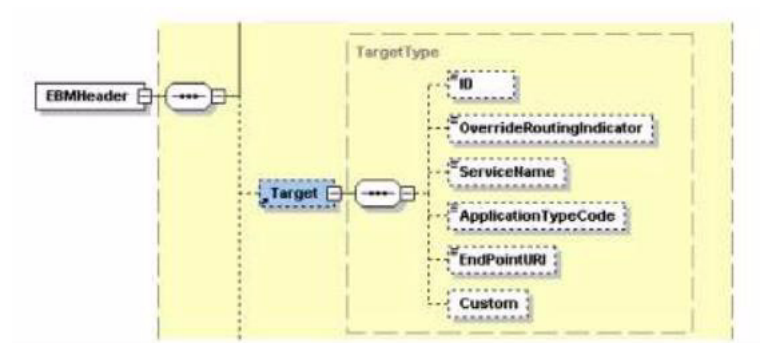 TargetType
ID
EBMHeader
OverrideRoutingIndicator
ServiceName
Target
ApplicationTypeCode
EndPointURI
Custom